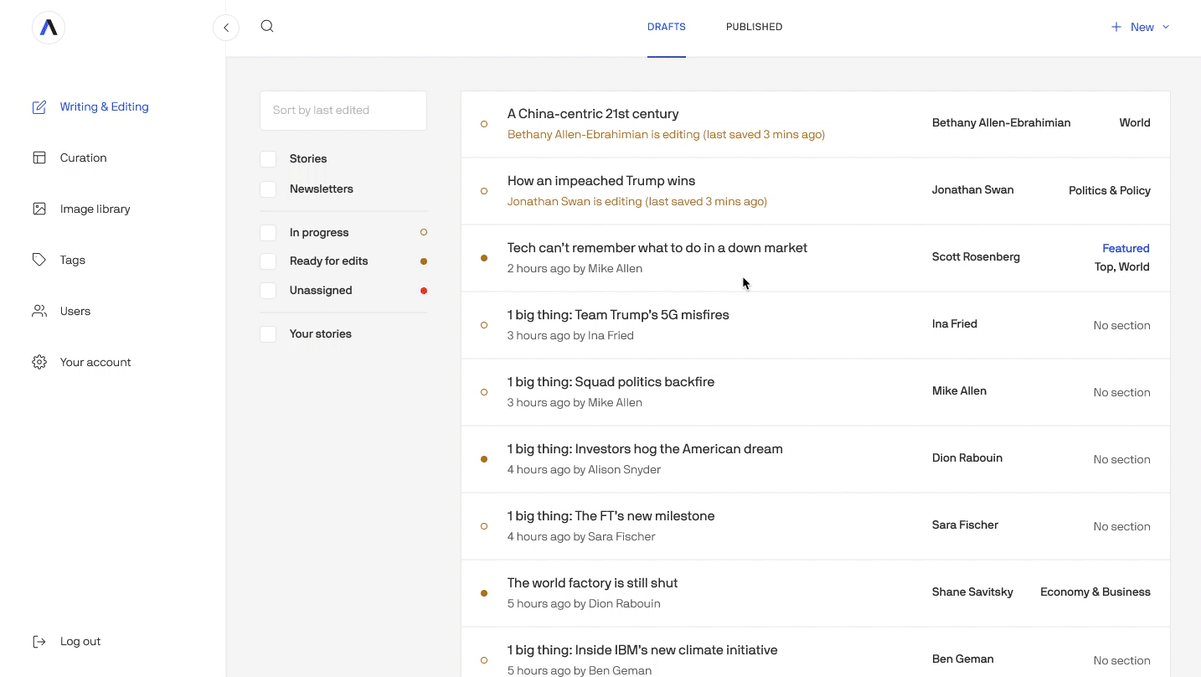 DRAFTS
PUBLISHED
New
Writing & Editing
Curation
Image library
Tags
Users
Your account
Log out
Sort by last edited
Stories
Newsletters
In progress
Ready for edits
Unassigned
Your stories
A China-centric 21st century
Bethany Allen-Ebrahimian is editing (last saved 3 mins ago)
Bethany Allen-Ebrahimian
World
How an impeached Trump wins
Jonathan Swan is editing (last saved 3 mins ago)
Jonathan Swan
Politics & Policy
Tech can't remember what to do in a down market
2 hours ago by Mike Allen
Scott Rosenberg
Featured
Top, World
1 big thing: Team Trump's 5G misfires
3 hours ago by Ina Fried
Ina Fried
No section
1 big thing: Squad politics backfire
3 hours ago by Mike Allen
Mike Allen
No section
1 big thing: Investors hog the American dream
4 hours ago by Alison Snyder
Dion Rabouin
No section
1 big thing: The FT's new milestone
4 hours ago by Sara Fischer
Sara Fischer
No section
The world factory is still shut
5 hours ago by Dion Rabouin
Shane Savitsky
Economy & Business
1 big thing: Inside IBM's new climate initiative
5 hours ago by Ben Geman
Ben Geman
No section